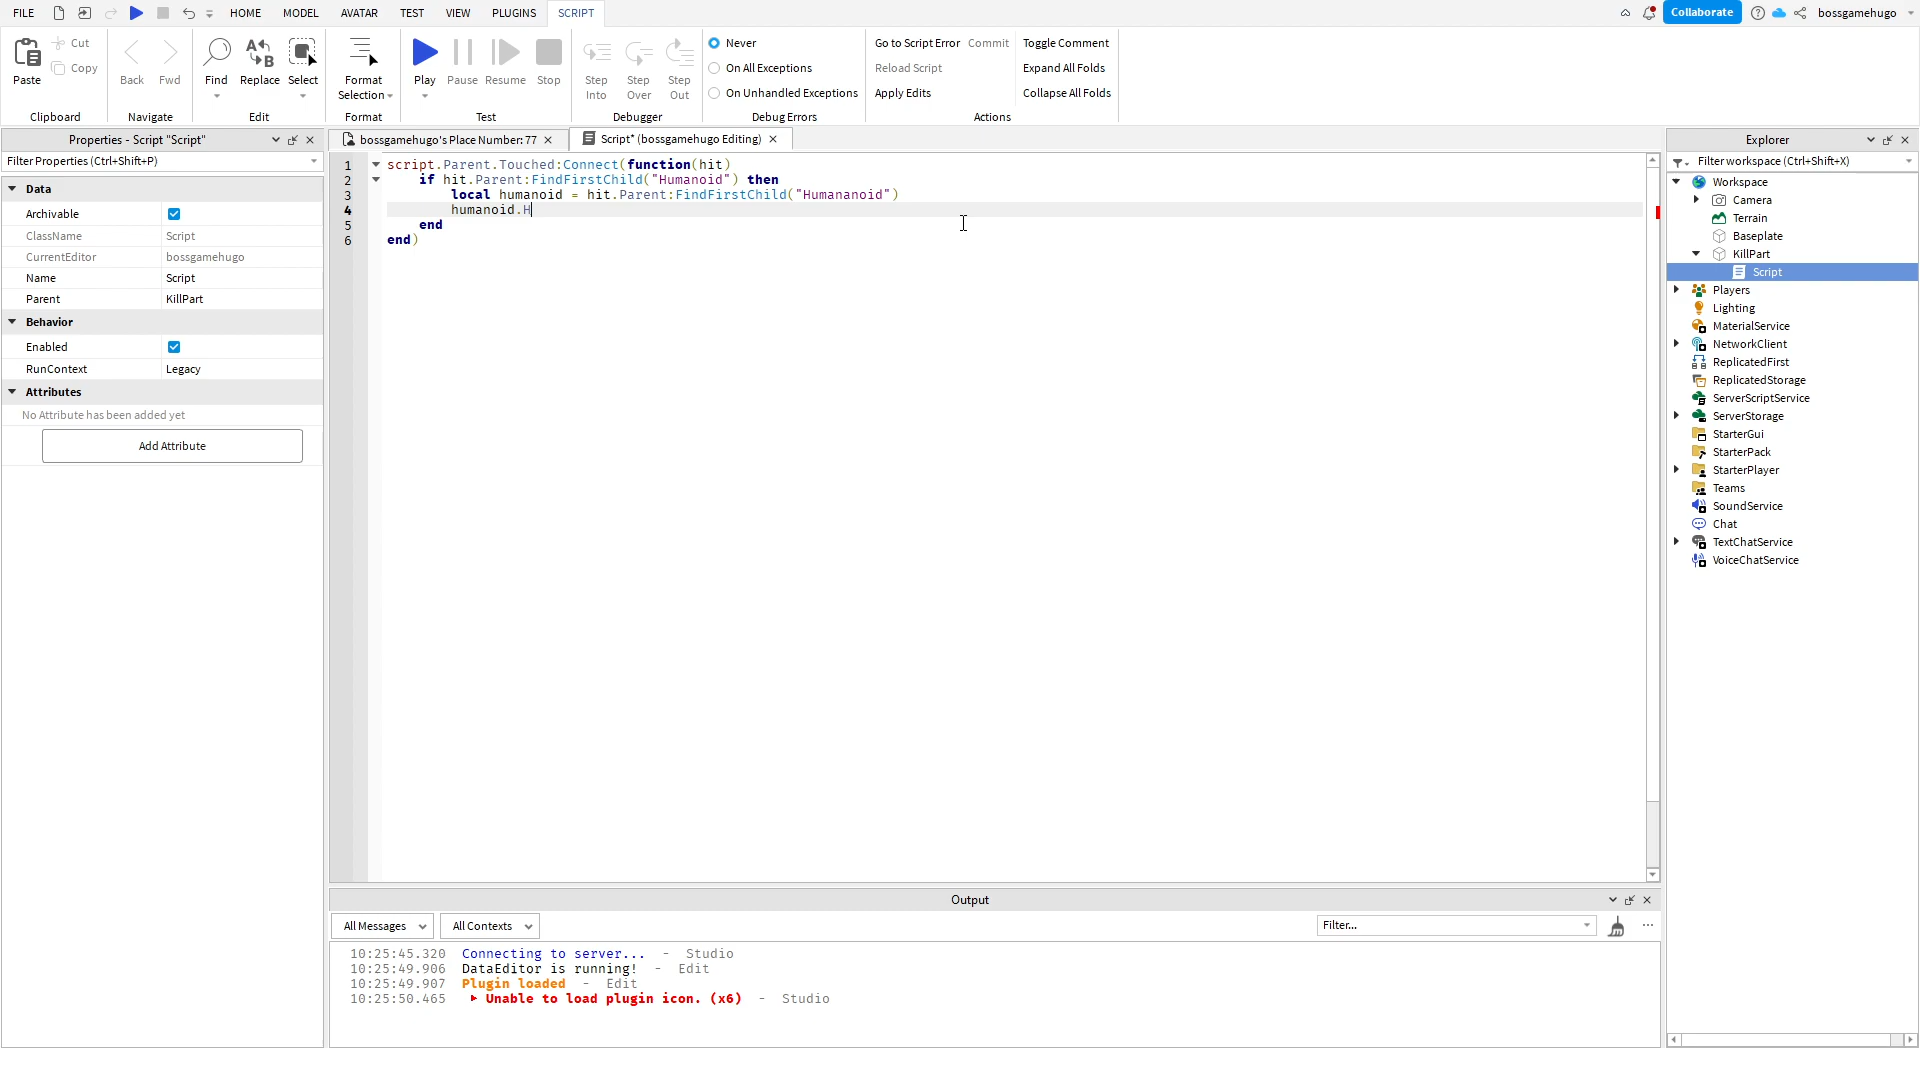 FILE HOME MODEL AVATAR TEST VIEW PLUGINS SCRIPT Collaborate bossgamehugo
Paste Cut Copy Back Fwd Find Replace Select Format Selection Play Pause Resume Stop Step Into Step Over Step Out
Never
On All Exceptions
On Unhandled Exceptions
Go to Script Error Commit Toggle Comment
Reload Script Expand All Folds
Apply Edits Collapse All Folds
Clipboard Navigate Edit Format Test Debugger Debug Errors Actions
Properties - Script "Script"
Filter Properties (Ctrl+Shift+P)
Data
Archivable
ClassName Script
CurrentEditor bossgamehugo
Name Script
Parent KillPart
Behavior
Enabled
RunContext Legacy
Attributes
No Attribute has been added yet
Add Attribute
bossgamehugo's Place Number: 77 Script* (bossgamehugo Editing)
1 script.Parent.Touched:Connect(function(hit)
2 if hit.Parent:FindFirstChild("Humanoid") then
3 local humanoid = hit.Parent:FindFirstChild("Humananoid")
4 humanoid.H
5 end
6 end)
Output
All Messages All Contexts Filter...
10:25:45.320 Connecting to server... - Studio
10:25:49.906 DataEditor is running! - Edit
10:25:49.907 Plugin loaded - Edit
10:25:50.465 Unable to load plugin icon. (x6) - Studio
Explorer
Filter workspace (Ctrl+Shift+X)
Workspace
Camera
Terrain
Baseplate
KillPart
Script
Players
Lighting
MaterialService
NetworkClient
ReplicatedFirst
ReplicatedStorage
ServerScriptService
ServerStorage
StarterGui
StarterPack
StarterPlayer
Teams
SoundService
Chat
TextChatService
VoiceChatService